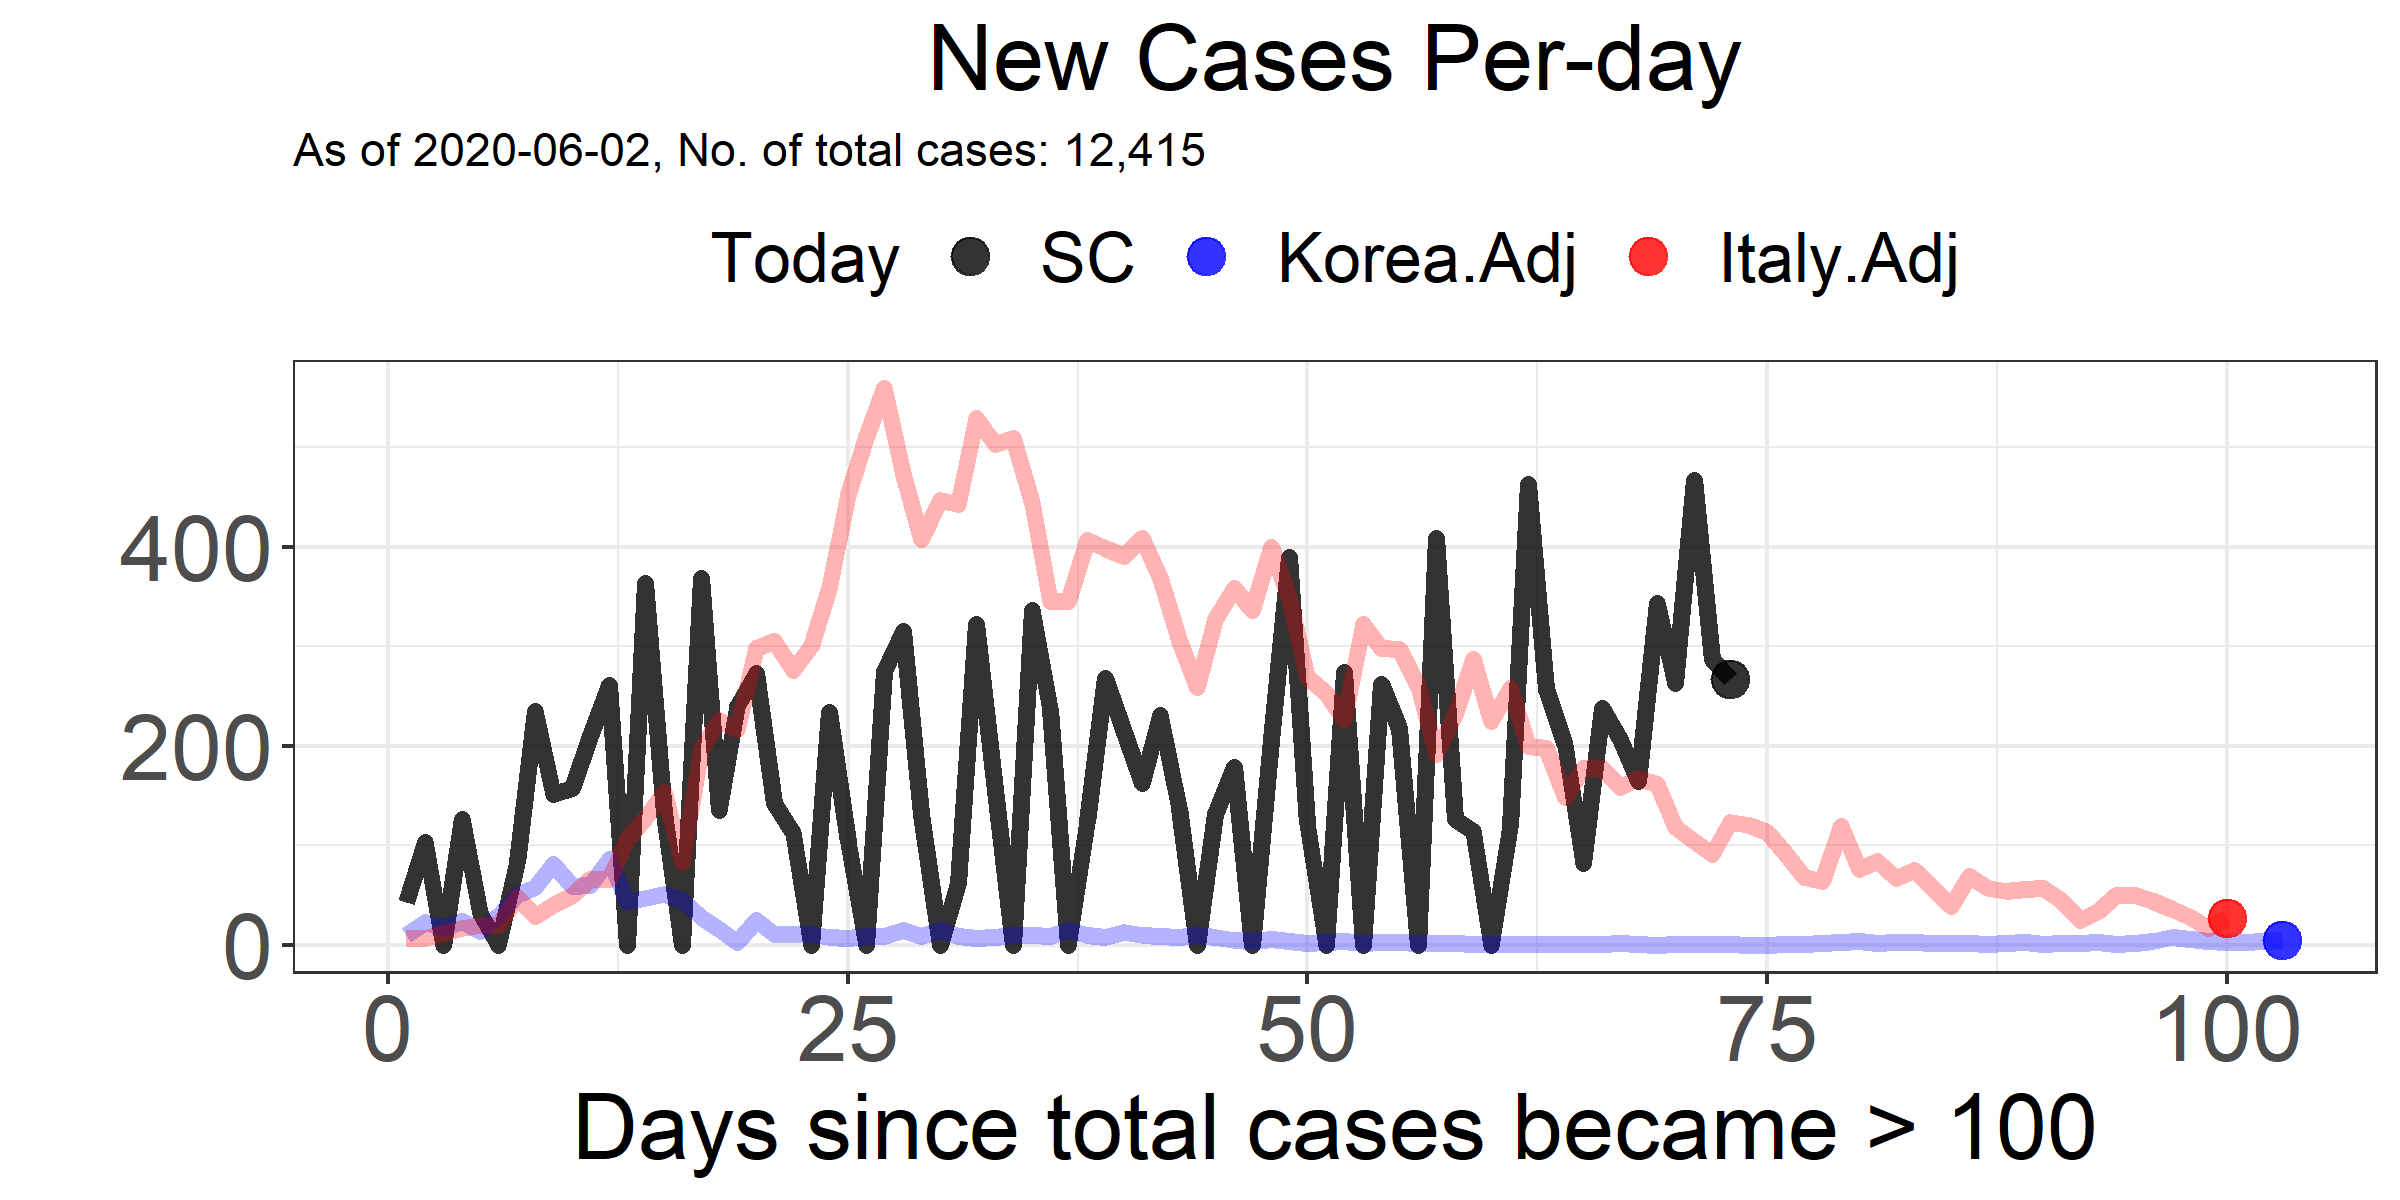 New Cases Per-day
As of 2020-06-02, No. of total cases: 12,415
Today SC Korea.Adj Italy.Adj
400
200
0
0 25 50 75 100
Days since total cases became > 100